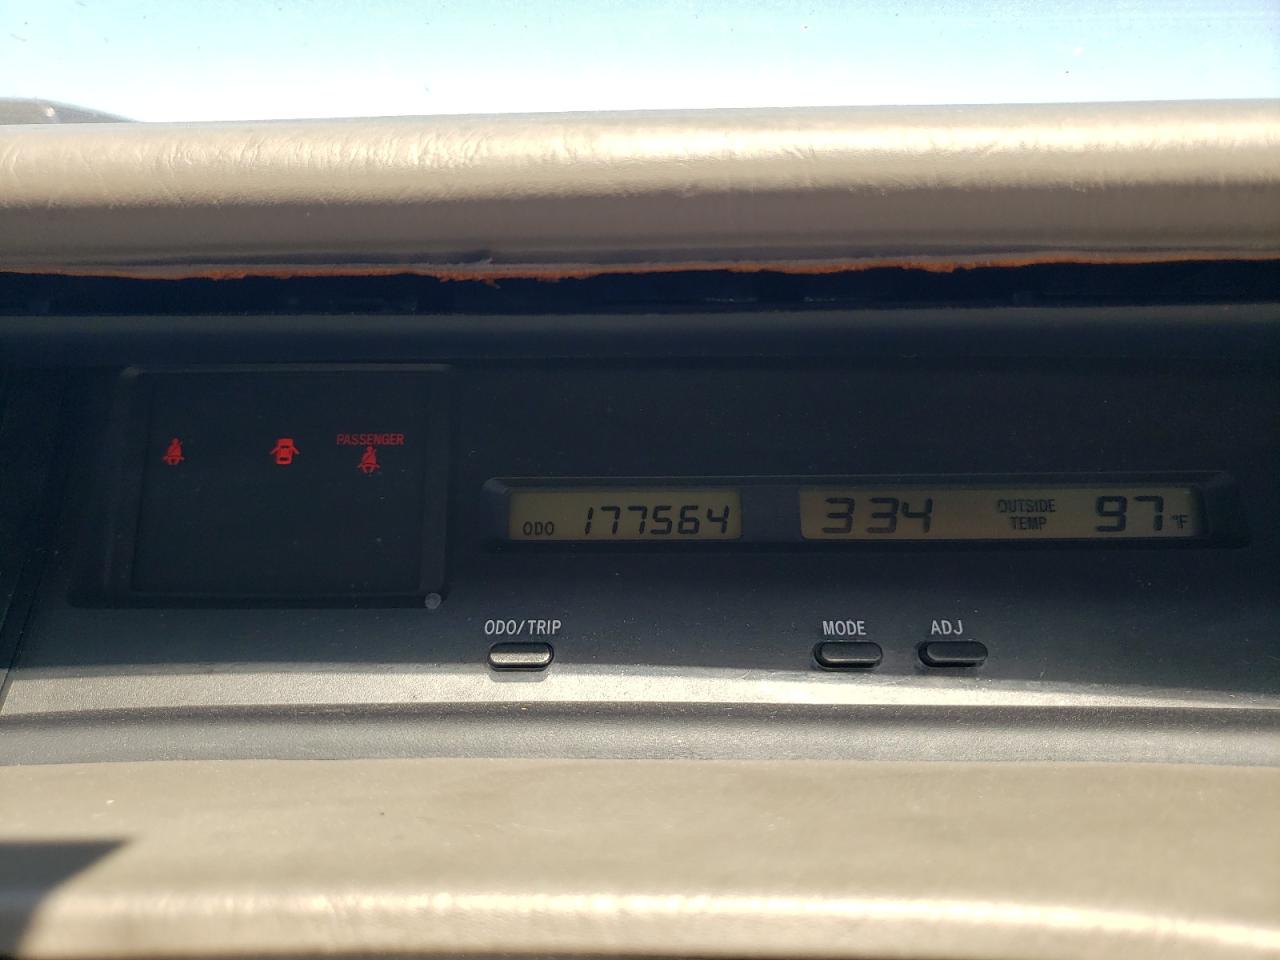 PASSENGER
ODO 177564
334 OUTSIDE TEMP 97°F
ODO/TRIP
MODE
ADJ